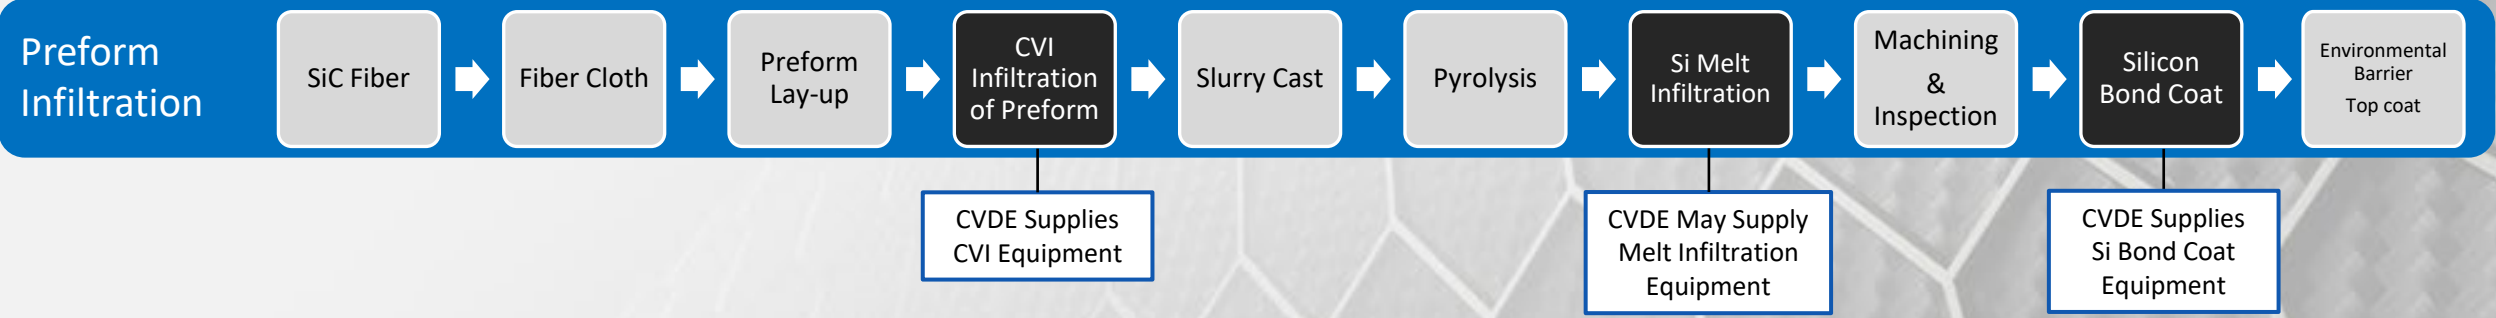 Preform
Infiltration
SiC Fiber
Fiber Cloth
Preform
Lay-up
CVI
Infiltration
of Preform
Slurry Cast
Pyrolysis
Si Melt
Infiltration
Machining
&
Inspection
Silicon
Bond Coat
Environmental
Barrier
Top coat
CVDE Supplies
CVI Equipment
CVDE May Supply
Melt Infiltration
Equipment
CVDE Supplies
Si Bond Coat
Equipment